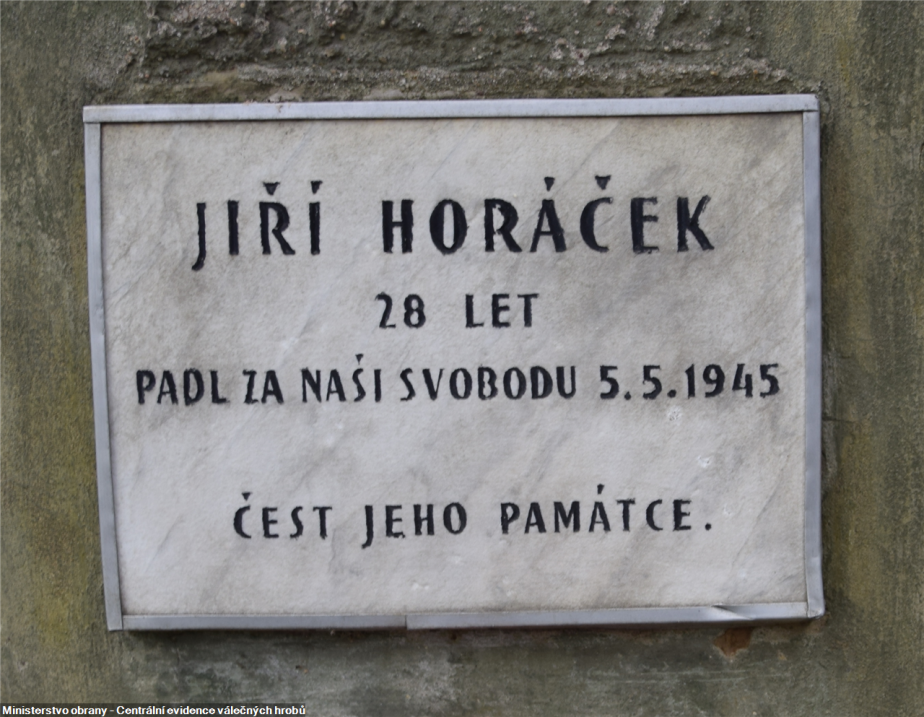 JIŘÍ HORÁČEK
28 LET
PADL ZA NAŠI SVOBODU 5.5.1945
ČEST JEHO PAMÁTCE.
Ministerstvo obrany - Centrální evidence válečných hrobů